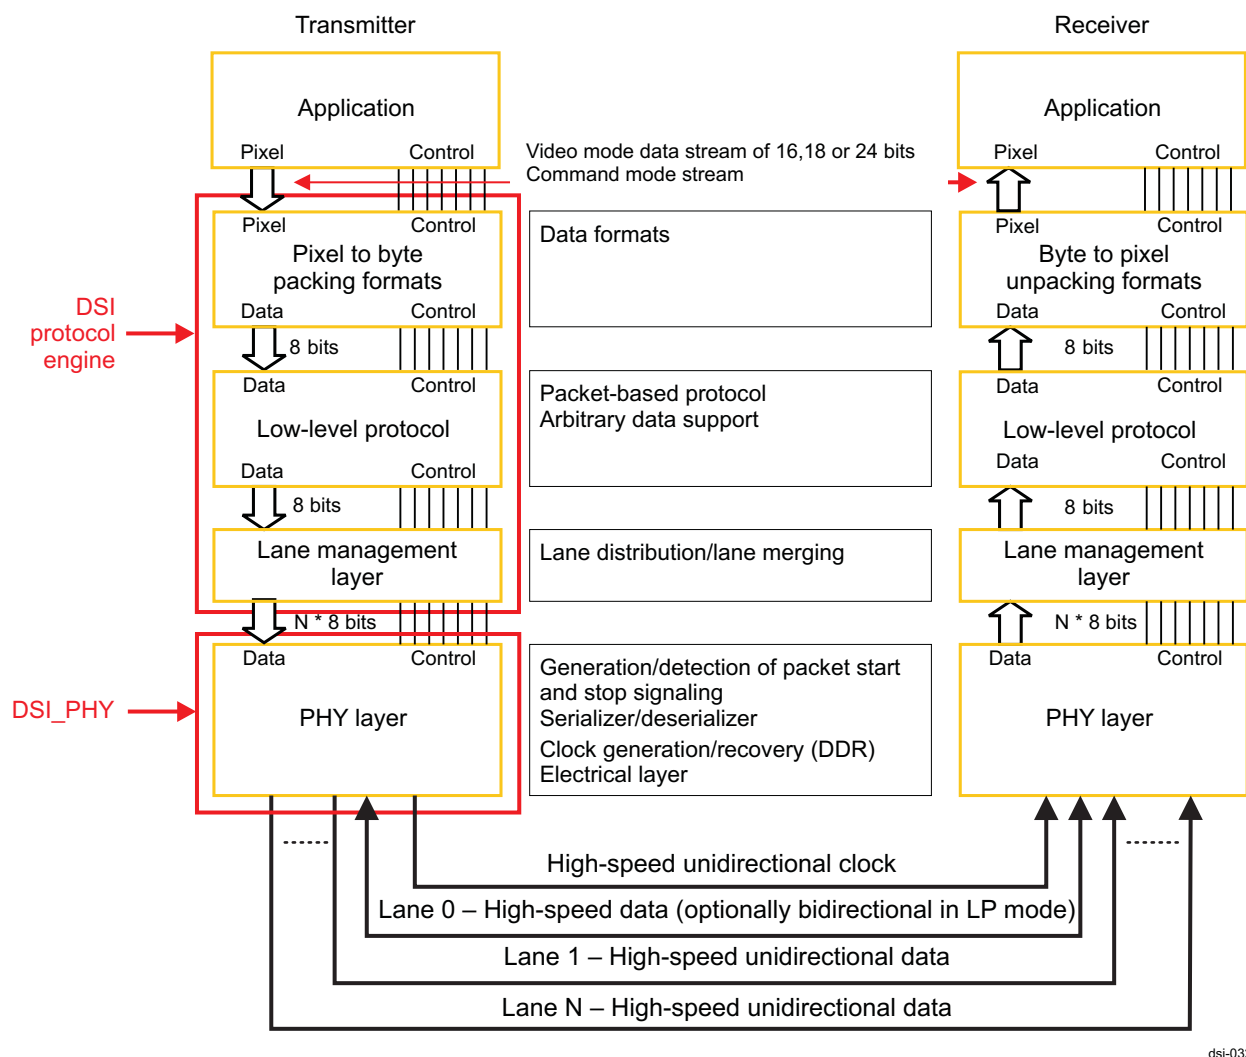 Transmitter
Receiver
Application
Pixel
Control
Video mode data stream of 16,18 or 24 bits
Command mode stream
Application
Pixel
Control
Pixel
Control
Pixel to byte
packing formats
Data
Control
Data formats
Pixel
Control
Byte to pixel
unpacking formats
Data
Control
DSI
protocol
engine
8 bits
8 bits
Data
Control
Low-level protocol
Data
Control
Packet-based protocol
Arbitrary data support
Data
Control
Low-level protocol
Data
Control
8 bits
8 bits
Lane management
layer
Lane distribution/lane merging
Lane management
layer
N * 8 bits
N * 8 bits
DSI_PHY
Data
Control
PHY layer
Generation/detection of packet start
and stop signaling
Serializer/deserializer
Clock generation/recovery (DDR)
Electrical layer
Data
Control
PHY layer
High-speed unidirectional clock
Lane 0 – High-speed data (optionally bidirectional in LP mode)
Lane 1 – High-speed unidirectional data
Lane N – High-speed unidirectional data